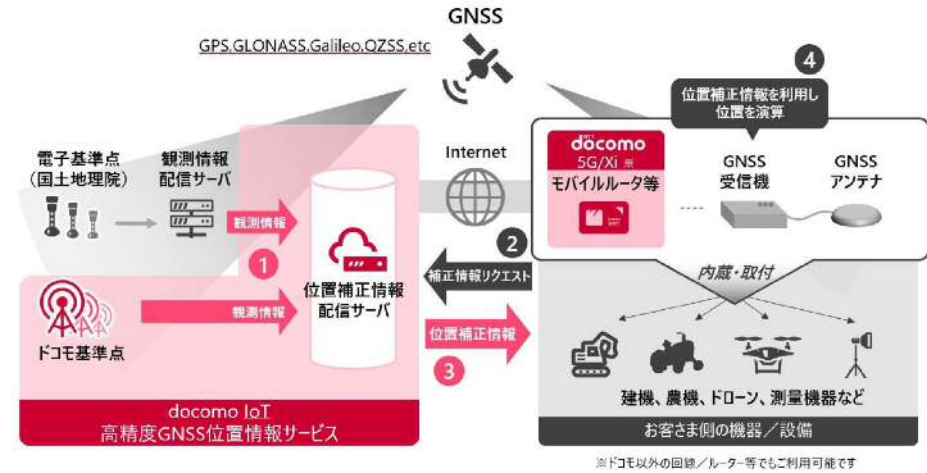 GNSS
GPS,GLONASS,Galileo,QZSS,etc
4
位置補正情報を利用し
位置を演算
電子基準点
(国土地理院)
観測情報
配信サーバ
Internet
döcomo
5G/Xi ※
モバイルルータ等
GNSS
受信機
GNSS
アンテナ
観測情報
1
2
補正情報リクエスト
内蔵・取付
位置補正情報
配信サーバ
観測情報
ドコモ基準点
位置補正情報
3
建機、農機、ドローン、測量機器など
docomo IoT
高精度GNSS位置情報サービス
お客さま側の機器/設備
※ドコモ以外の回線/ルーター等でもご利用可能です